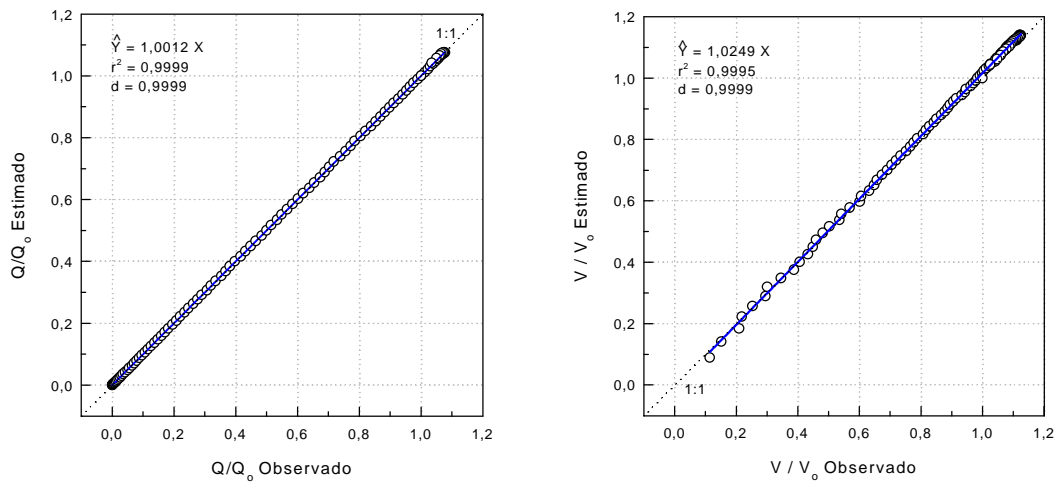 1,2
1:1
Ŷ = 1,0012 X
r² = 0,9999
d = 0,9999
1,0
0,8
0,6
0,4
0,2
0,0
Q/Qₒ Estimado
0,0 0,2 0,4 0,6 0,8 1,0 1,2
Q/Qₒ Observado
1,2
Ŷ = 1,0249 X
r² = 0,9995
d = 0,9999
1,0
0,8
0,6
0,4
0,2
0,0
1:1
V / Vₒ Estimado
0,0 0,2 0,4 0,6 0,8 1,0 1,2
V / Vₒ Observado